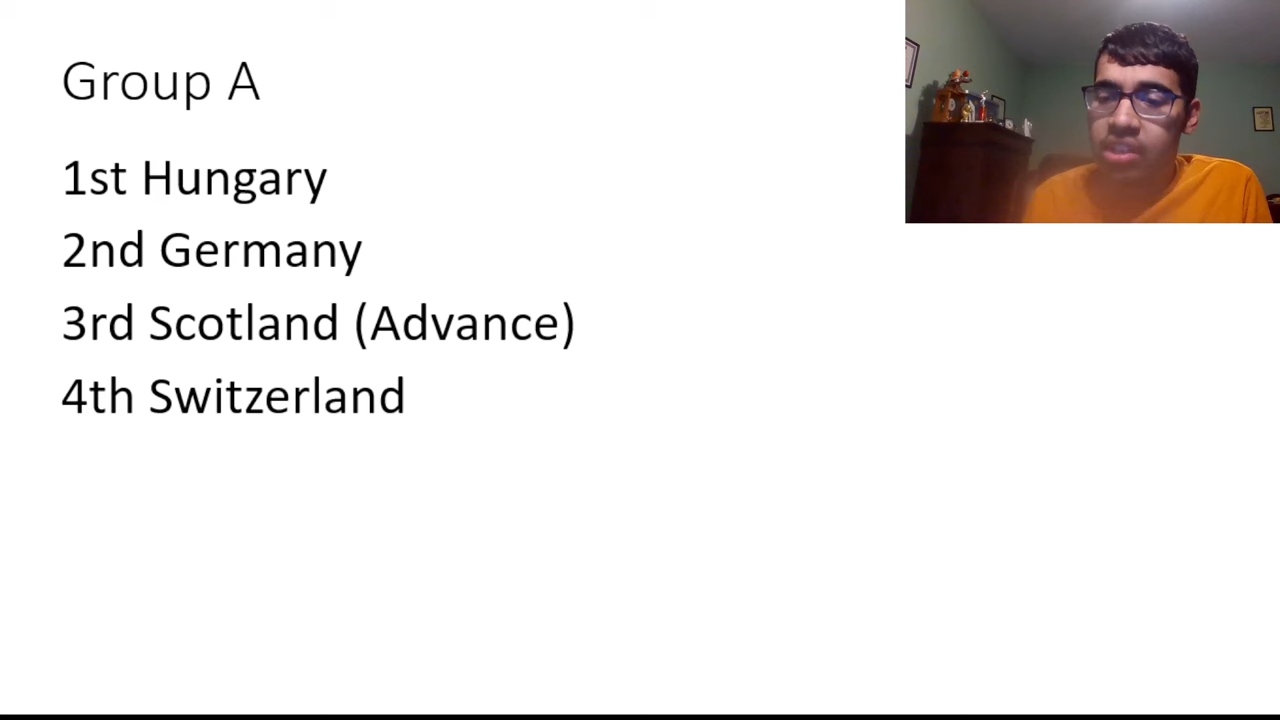 Group A
1st Hungary
2nd Germany
3rd Scotland (Advance)
4th Switzerland